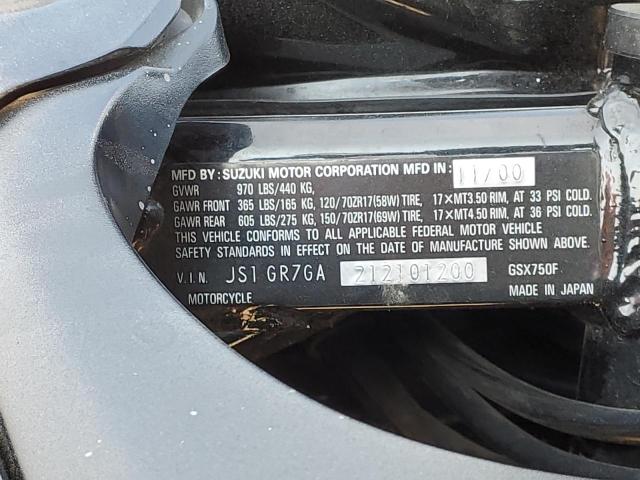 MFD BY: SUZUKI MOTOR CORPORATION MFD IN: 11/00
GVWR 970 LBS/440 KG,
GAWR FRONT 365 LBS/165 KG, 120/70ZR17(58W) TIRE, 17×MT3.50 RIM, AT 33 PSI COLD.
GAWR REAR 605 LBS/275 KG, 150/70ZR17(69W) TIRE, 17×MT4.50 RIM, AT 36 PSI COLD.
THIS VEHICLE CONFORMS TO ALL APPLICABLE FEDERAL MOTOR VEHICLE
SAFETY STANDARDS IN EFFECT ON THE DATE OF MANUFACTURE SHOWN ABOVE.
V.I.N. JS1GR7GA 212101200 GSX750F
MOTORCYCLE MADE IN JAPAN